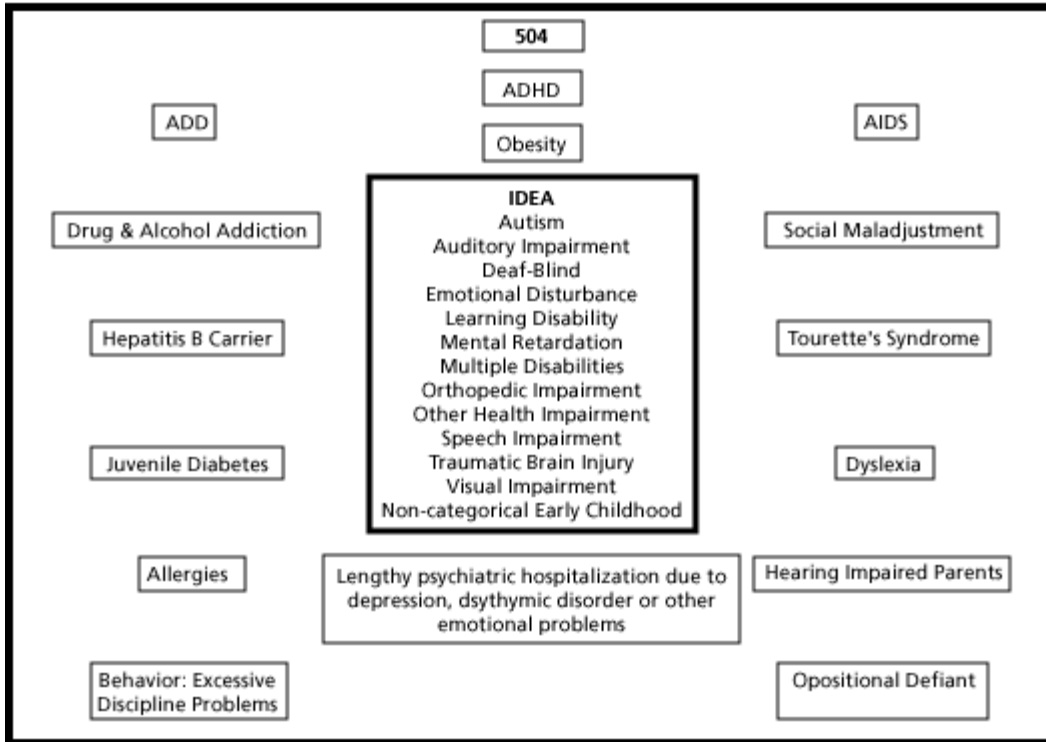 504
ADHD
ADD
AIDS
Obesity
IDEA
Autism
Auditory Impairment
Deaf-Blind
Emotional Disturbance
Learning Disability
Mental Retardation
Multiple Disabilities
Orthopedic Impairment
Other Health Impairment
Speech Impairment
Traumatic Brain Injury
Visual Impairment
Non-categorical Early Childhood
Drug & Alcohol Addiction
Social Maladjustment
Hepatitis B Carrier
Tourette's Syndrome
Juvenile Diabetes
Dyslexia
Allergies
Lengthy psychiatric hospitalization due to
depression, dsythymic disorder or other
emotional problems
Hearing Impaired Parents
Behavior: Excessive
Discipline Problems
Opositional Defiant